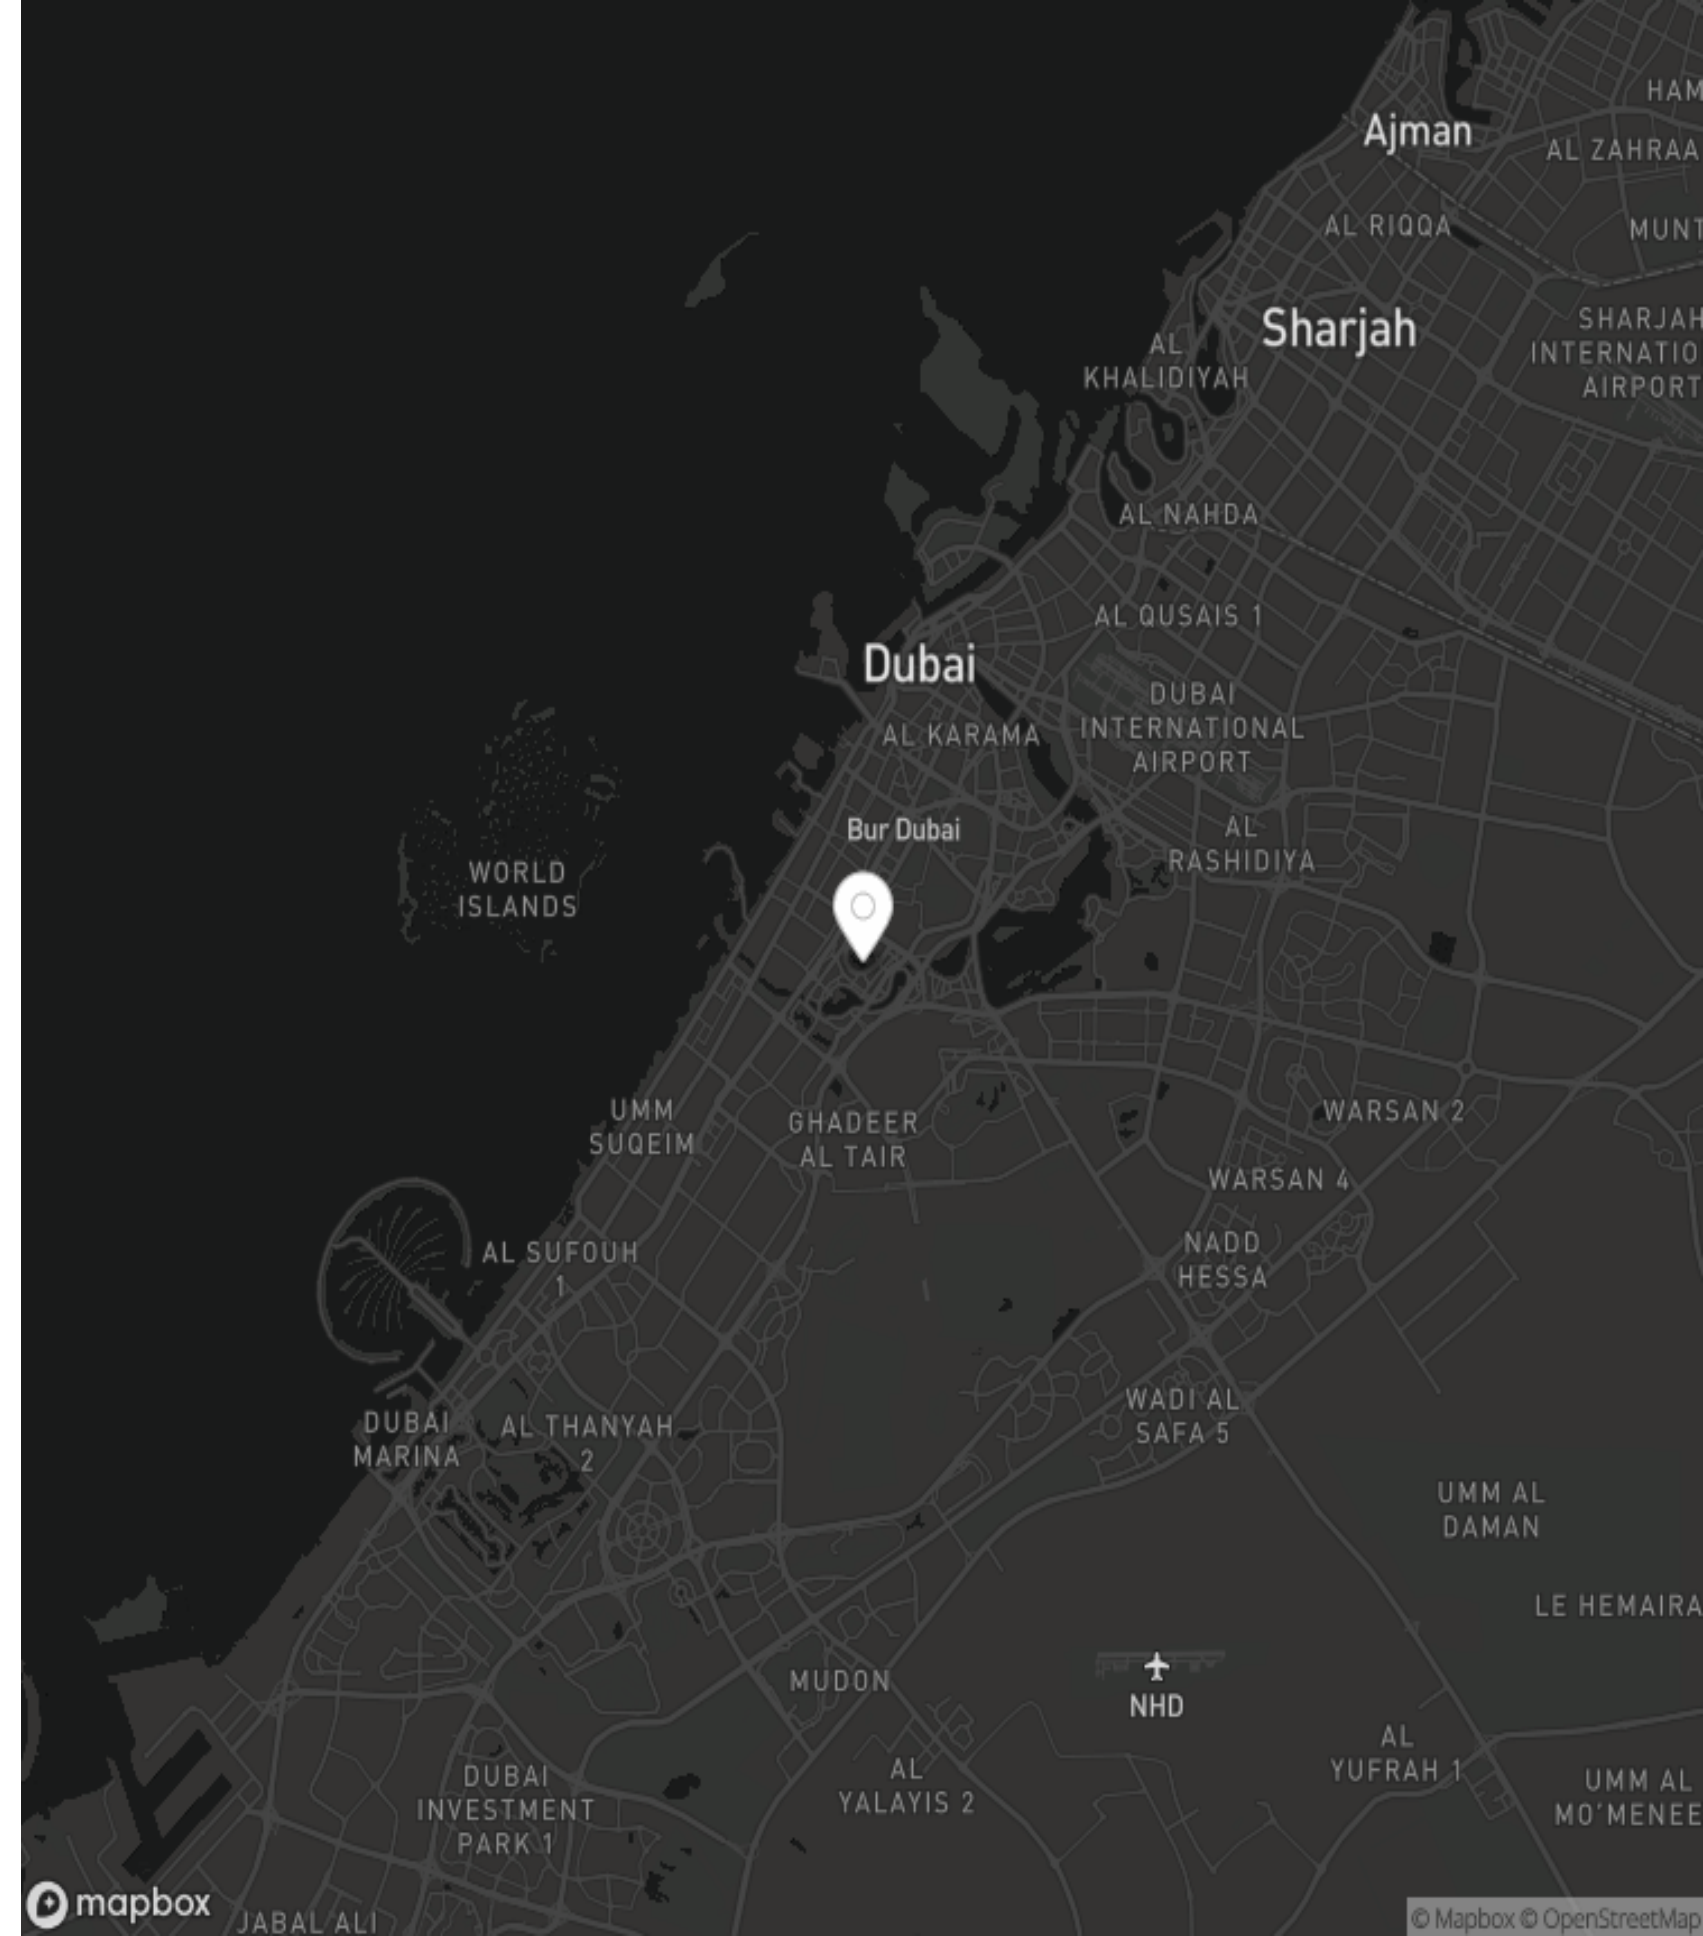 HAM
Ajman
AL ZAHRAA
AL RIQQA
MUNT
Sharjah
SHARJAH
INTERNATIO
AIRPORT
AL
KHALIDIYAH
AL NAHDA
AL QUSAIS 1
Dubai
DUBAI
INTERNATIONAL
AIRPORT
AL KARAMA
Bur Dubai
AL
RASHIDIYA
WORLD
ISLANDS
UMM
SUQEIM
GHADEER
AL TAIR
WARSAN 2
WARSAN 4
NADD
HESSA
AL SUFOUH
1
WADI AL
SAFA 5
DUBAI
MARINA
AL THANYAH
2
UMM AL
DAMAN
LE HEMAIRA
MUDON
NHD
AL
YUFRAH 1
DUBAI
INVESTMENT
PARK 1
AL
YALAYIS 2
UMM AL
MO'MENEE
mapbox
JABAL ALI
© Mapbox © OpenStreetMap